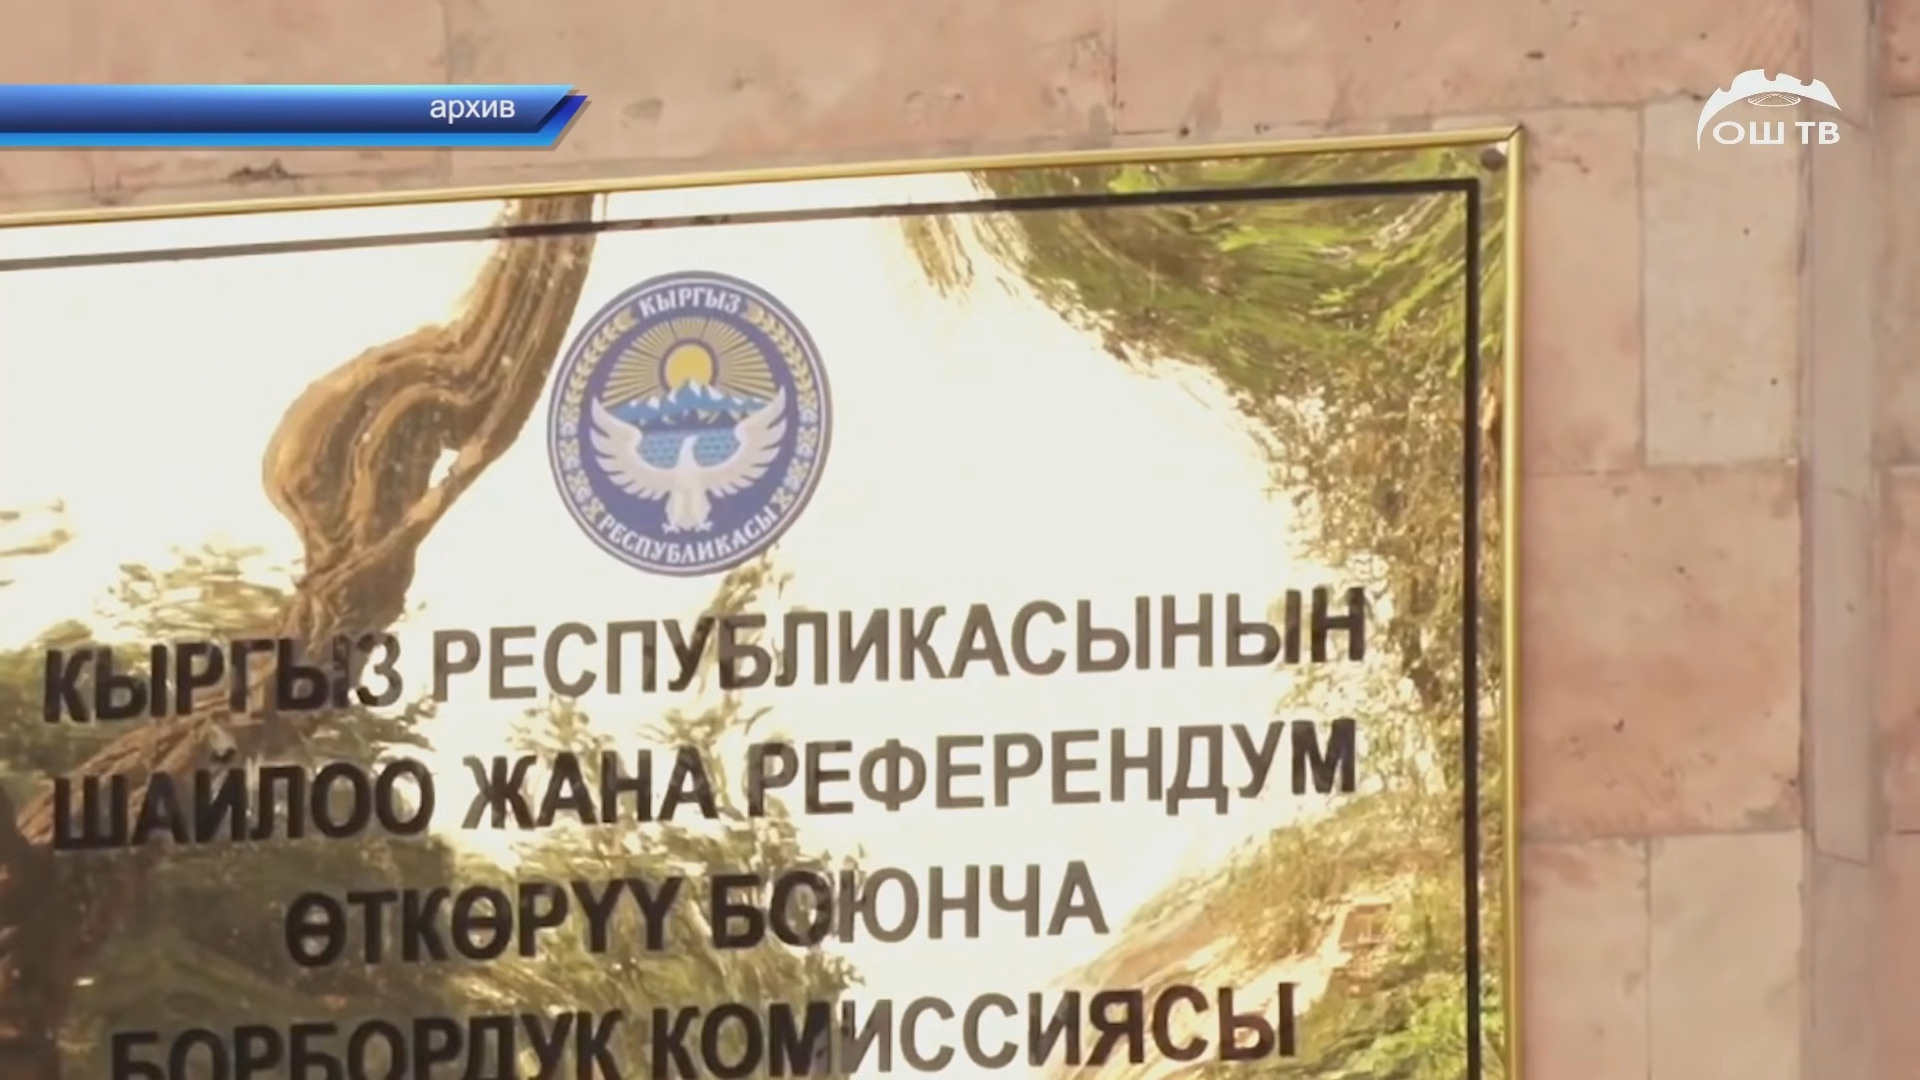 архив
ОШ ТВ
КЫРГЫЗ
РЕСПУБЛИКАСЫ
КЫРГЫЗ РЕСПУБЛИКАСЫНЫН
ШАЙЛОО ЖАНА РЕФЕРЕНДУМ
ӨТКӨРҮҮ БОЮНЧА
БОРБОРДУК КОМИССИЯСЫ